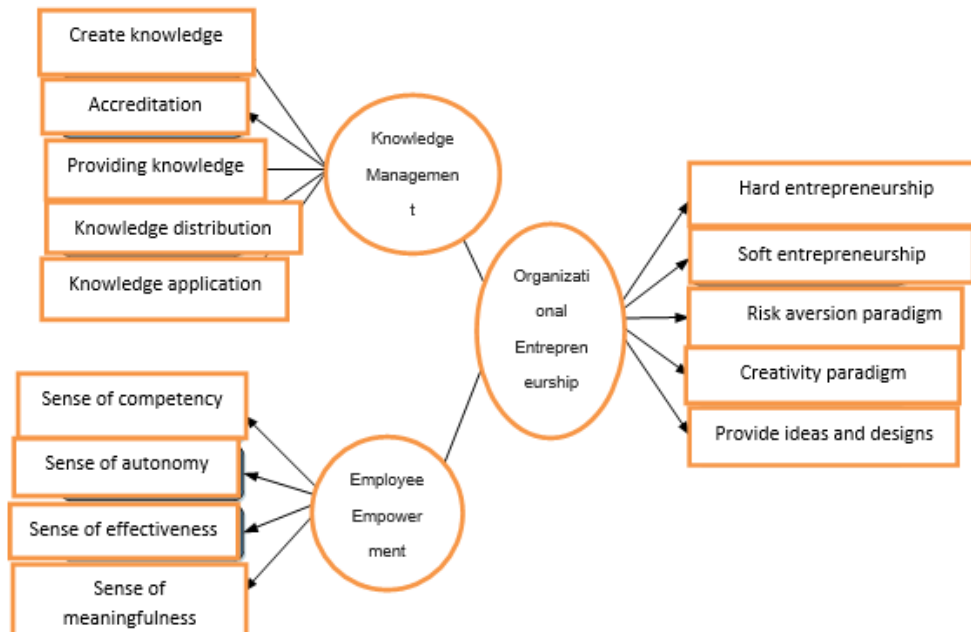 Create knowledge
Accreditation
Providing knowledge
Knowledge distribution
Knowledge application
Knowledge
Managemen
t
Organizati
onal
Entrepren
eurship
Hard entrepreneurship
Soft entrepreneurship
Risk aversion paradigm
Creativity paradigm
Provide ideas and designs
Sense of competency
Sense of autonomy
Sense of effectiveness
Sense of
meaningfulness
Employee
Empower
ment